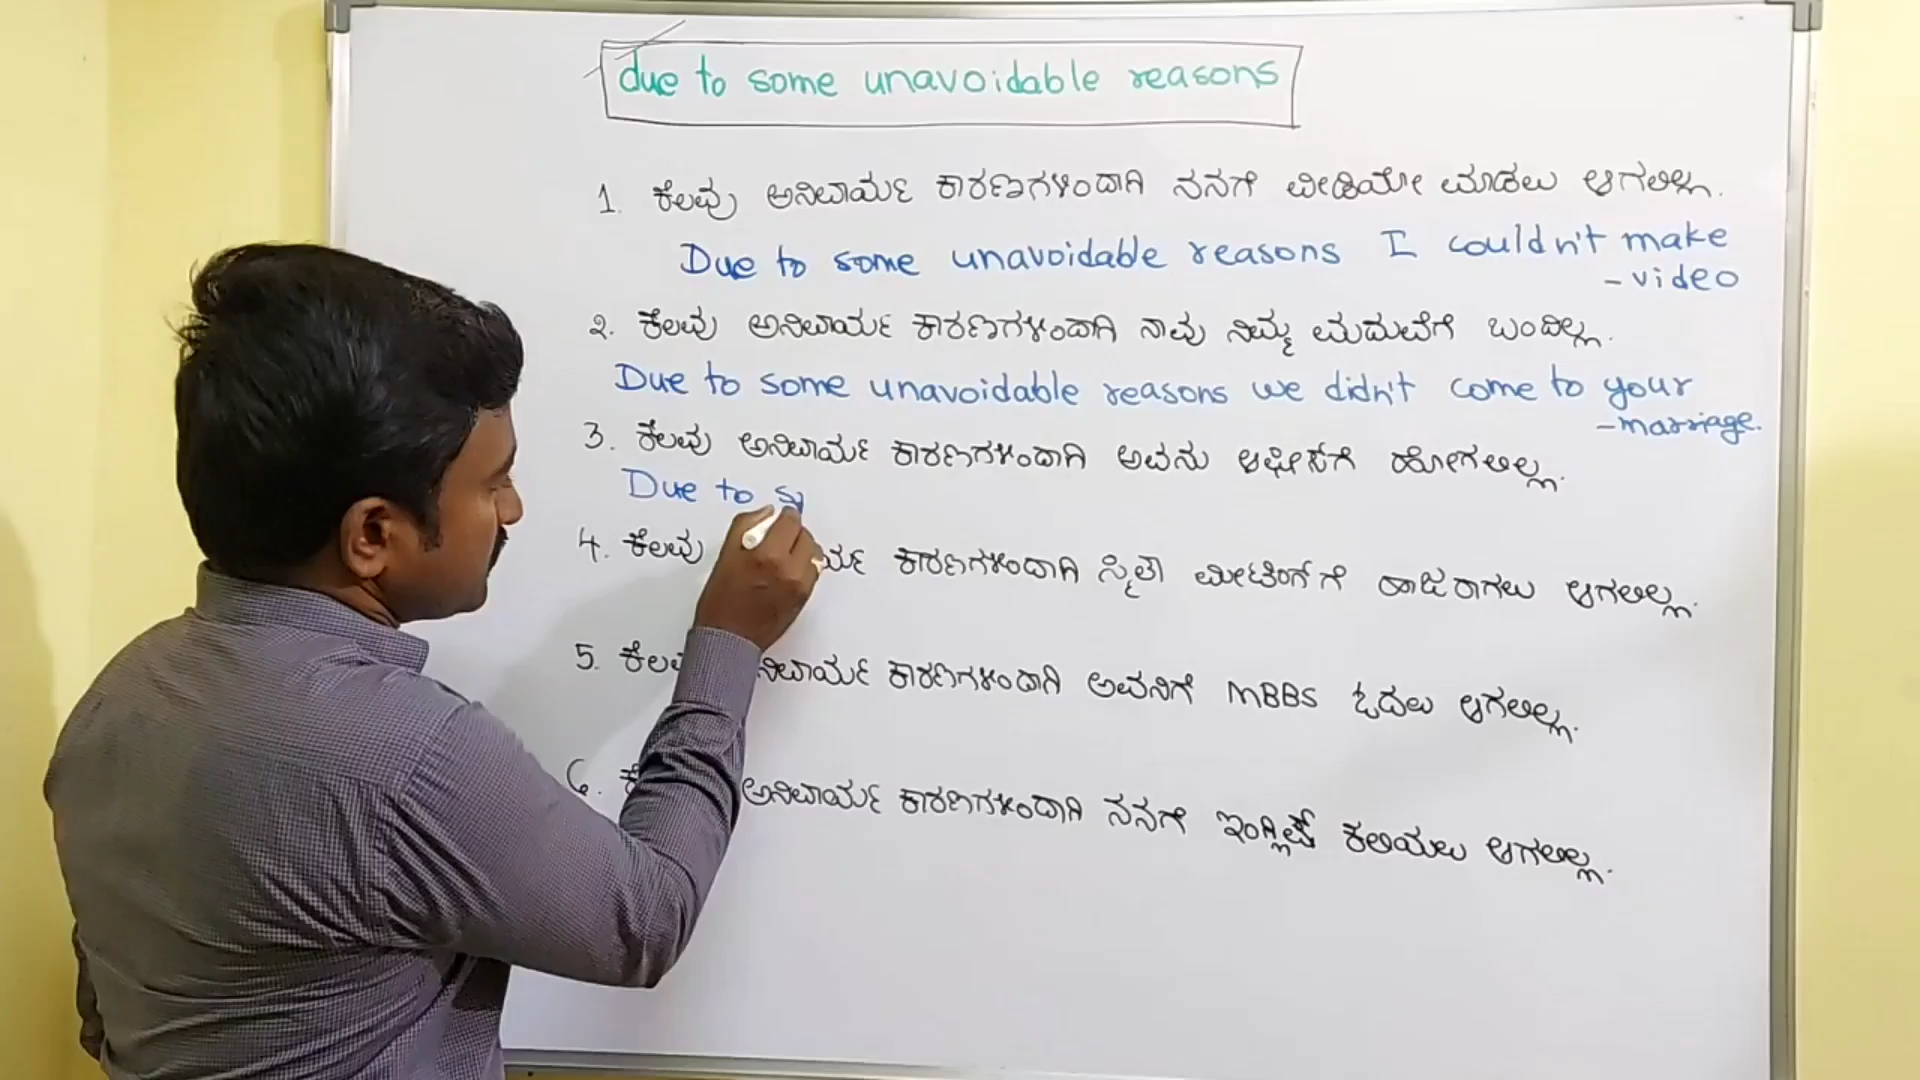 due to some unavoidable reasons
1. ಕೆಲವು ಅನಿವಾರ್ಯ ಕಾರಣಗಳಿಂದಾಗಿ ನನಗೆ ವೀಡಿಯೋ ಮಾಡಲು ಆಗಲಿಲ್ಲ.
Due to some unavoidable reasons I couldn't make
- video
2. ಕೆಲವು ಅನಿವಾರ್ಯ ಕಾರಣಗಳಿಂದಾಗಿ ನಾವು ನಿಮ್ಮ ಮದುವೆಗೆ ಬಂದಿಲ್ಲ.
Due to some unavoidable reasons we didn't come to your
- marriage.
3. ಕೆಲವು ಅನಿವಾರ್ಯ ಕಾರಣಗಳಿಂದಾಗಿ ಅವನು ಆಫೀಸ್‌ಗೆ ಹೋಗಲಿಲ್ಲ.
Due to
4. ಕೆಲವು ಕಾರಣಗಳಿಂದಾಗಿ ಸ್ಮಿತಾ ಮೀಟಿಂಗ್‌ಗೆ ಹಾಜರಾಗಲು ಆಗಲಿಲ್ಲ.
5. ಕಾರಣಗಳಿಂದಾಗಿ ಅವನಿಗೆ MBBS ಓದಲು ಆಗಲಿಲ್ಲ.
6. ಅನಿವಾರ್ಯ ಕಾರಣಗಳಿಂದಾಗಿ ನನಗೆ ಇಂಗ್ಲಿಷ್ ಕಲಿಯಲು ಆಗಲಿಲ್ಲ.